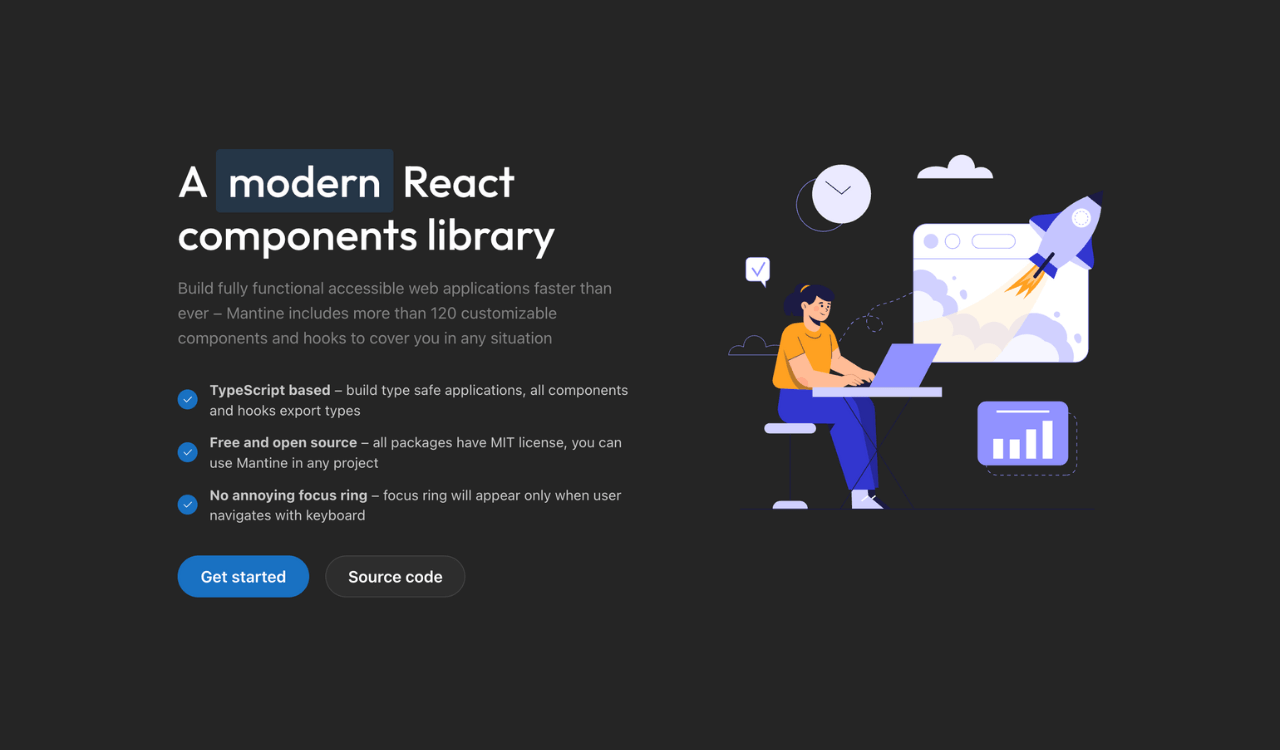 A modern React
components library
Build fully functional accessible web applications faster than
ever – Mantine includes more than 120 customizable
components and hooks to cover you in any situation
TypeScript based – build type safe applications, all components
and hooks export types
Free and open source – all packages have MIT license, you can
use Mantine in any project
No annoying focus ring – focus ring will appear only when user
navigates with keyboard
Get started
Source code